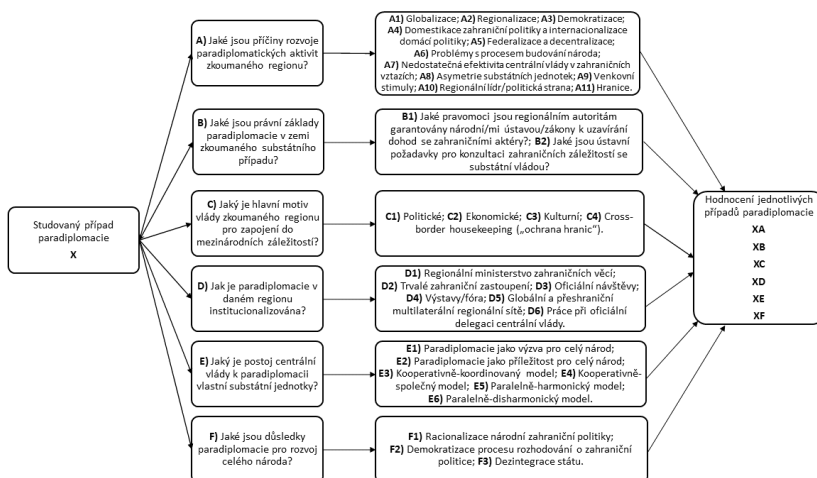 Studovaný případ
paradiplomacie
X
A) Jaké jsou příčiny rozvoje
paradiplomatických aktivit
zkoumaného regionu?
A1) Globalizace; A2) Regionalizace; A3) Demokratizace;
A4) Domestikace zahraniční politiky a internacionalizace
domácí politiky; A5) Federalizace a decentralizace;
A6) Problémy s procesem budování národa;
A7) Nedostatečná efektivita centrální vlády v zahraničních
vztazích; A8) Asymetrie substátních jednotek; A9) Venkovní
stimuly; A10) Regionální lídr/politická strana; A11) Hranice.
B) Jaké jsou právní základy
paradiplomacie v zemi
zkoumaného substátního
případu?
B1) Jaké pravomoci jsou regionálním autoritám
garantovány národní/mi ústavou/zákony k uzavírání
dohod se zahraničními aktéry?; B2) Jaké jsou ústavní
požadavky pro konzultaci zahraničních záležitostí se
substátní vládou?
C) Jaký je hlavní motiv
vlády zkoumaného regionu
pro zapojení do
mezinárodních záležitostí?
C1) Politické; C2) Ekonomické; C3) Kulturní; C4) Cross-
border housekeeping („ochrana hranic“).
D) Jak je paradiplomacie v
daném regionu
institucionalizována?
D1) Regionální ministerstvo zahraničních věcí;
D2) Trvalé zahraniční zastoupení; D3) Oficiální návštěvy;
D4) Výstavy/fóra; D5) Globální a přeshraniční
multilaterální regionální sítě; D6) Práce při oficiální
delegaci centrální vlády.
E) Jaký je postoj centrální
vlády k paradiplomacii
vlastní substátní jednotky?
E1) Paradiplomacie jako výzva pro celý národ;
E2) Paradiplomacie jako příležitost pro celý národ;
E3) Kooperativně-koordinovaný model; E4) Kooperativně-
společný model; E5) Paralelně-harmonický model;
E6) Paralelně-disharmonický model.
F) Jaké jsou důsledky
paradiplomacie pro rozvoj
celého národa?
F1) Racionalizace národní zahraniční politiky;
F2) Demokratizace procesu rozhodování o zahraniční
politice; F3) Dezintegrace státu.
Hodnocení jednotlivých
případů paradiplomacie
XA
XB
XC
XD
XE
XF